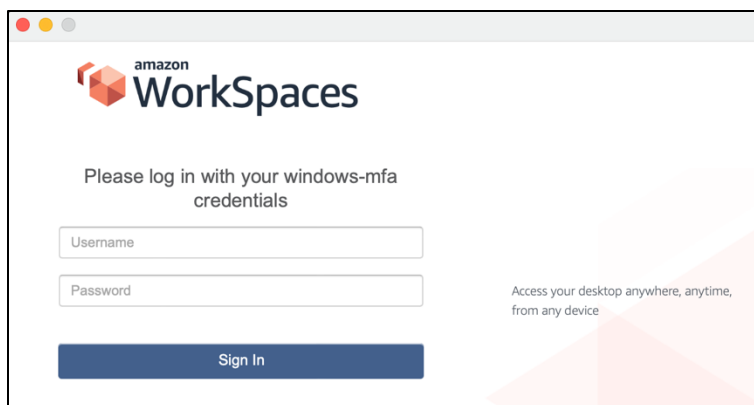 amazon
WorkSpaces
Please log in with your windows-mfa
credentials
Username
Password
Access your desktop anywhere, anytime,
from any device
Sign In